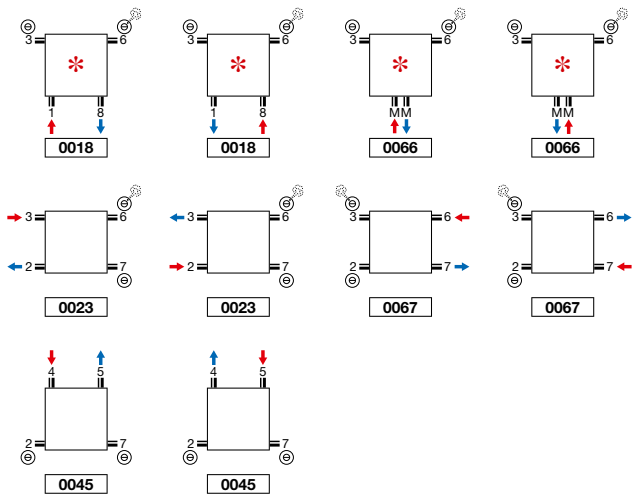 3 6 3 6 3 6 3 6
* * * *
1 8 1 8 MM MM
0018 0018 0066 0066
3 6 3 6 3 6 3 6
2 7 2 7 2 7 2 7
0023 0023 0067 0067
4 5 4 5
2 7 2 7
0045 0045